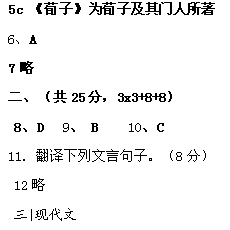 5c 《荀子》为荀子及其门人所著
6、A
7 略
二、（共 25 分，3x3+8+8）
8、D 9、 B 10、C
11. 翻译下列文言句子。（8 分）
12 略
三|现代文